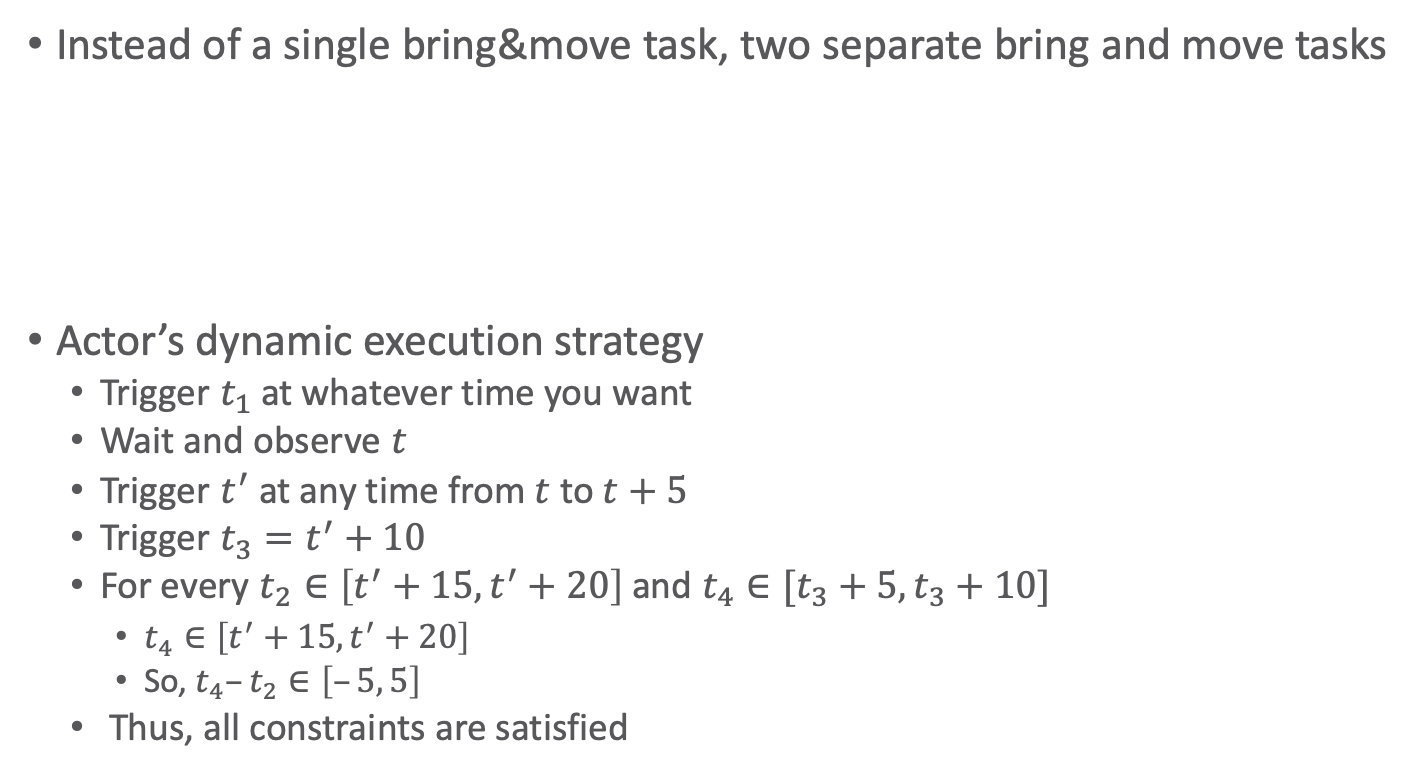 • Instead of a single bring&move task, two separate bring and move tasks
• Actor’s dynamic execution strategy
• Trigger t₁ at whatever time you want
• Wait and observe t
• Trigger t′ at any time from t to t + 5
• Trigger t₃ = t′ + 10
• For every t₂ ∈ [t′ + 15, t′ + 20] and t₄ ∈ [t₃ + 5, t₃ + 10]
• t₄ ∈ [t′ + 15, t′ + 20]
• So, t₄– t₂ ∈ [– 5, 5]
• Thus, all constraints are satisfied